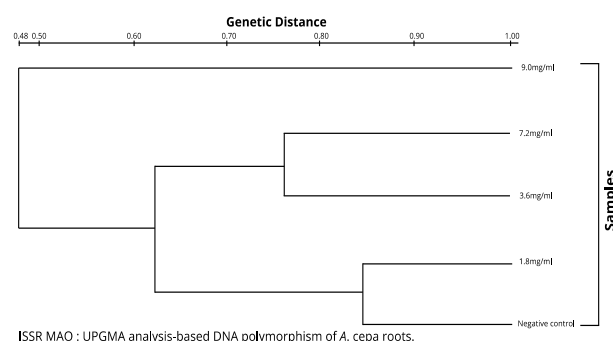 Genetic Distance
0.48 0.50 0.60 0.70 0.80 0.90 1.00
9.0mg/ml
7.2mg/ml
3.6mg/ml
1.8mg/ml
Negative control
Samples
ISSR MAO : UPGMA analysis-based DNA polymorphism of A. cepa roots.